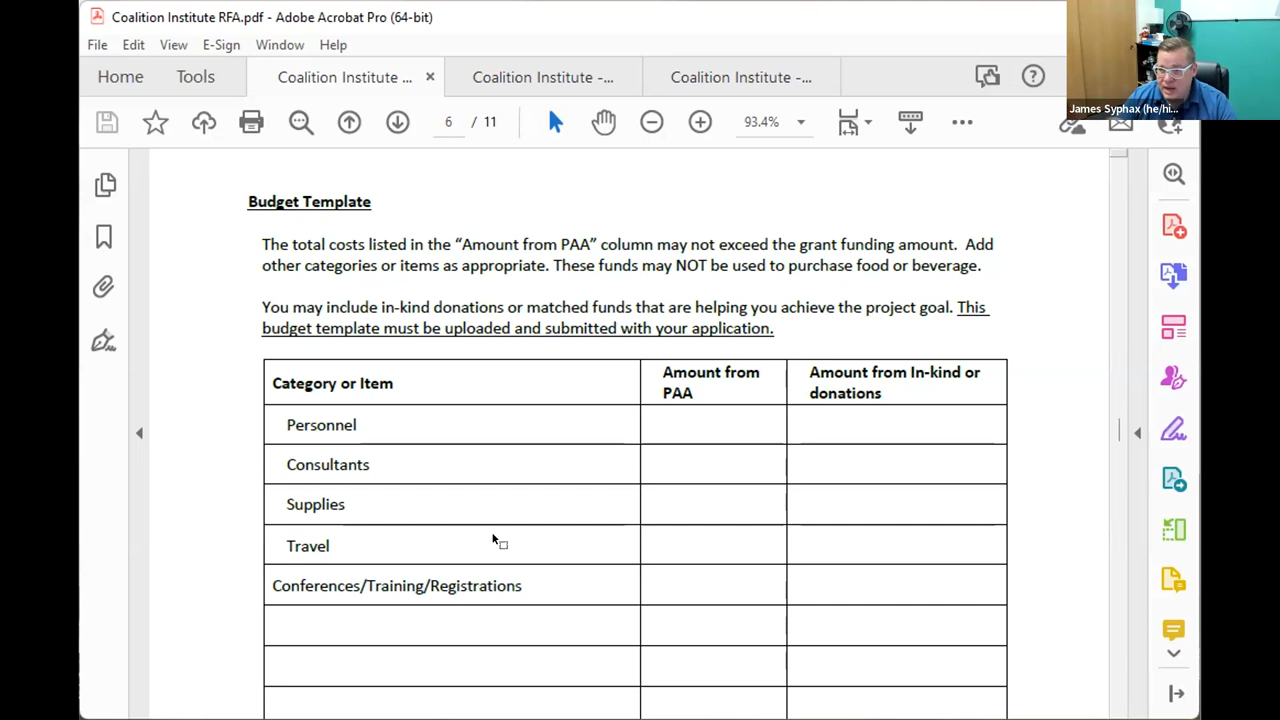 Coalition Institute RFA.pdf - Adobe Acrobat Pro (64-bit)
File Edit View E-Sign Window Help
Home Tools Coalition Institute ... × Coalition Institute -... Coalition Institute -...
6 / 11 93.4%
James Syphax (he/hi...
Budget Template
The total costs listed in the “Amount from PAA” column may not exceed the grant funding amount. Add
other categories or items as appropriate. These funds may NOT be used to purchase food or beverage.
You may include in-kind donations or matched funds that are helping you achieve the project goal. This
budget template must be uploaded and submitted with your application.
Category or Item
Amount from
PAA
Amount from In-kind or
donations
Personnel
Consultants
Supplies
Travel
Conferences/Training/Registrations